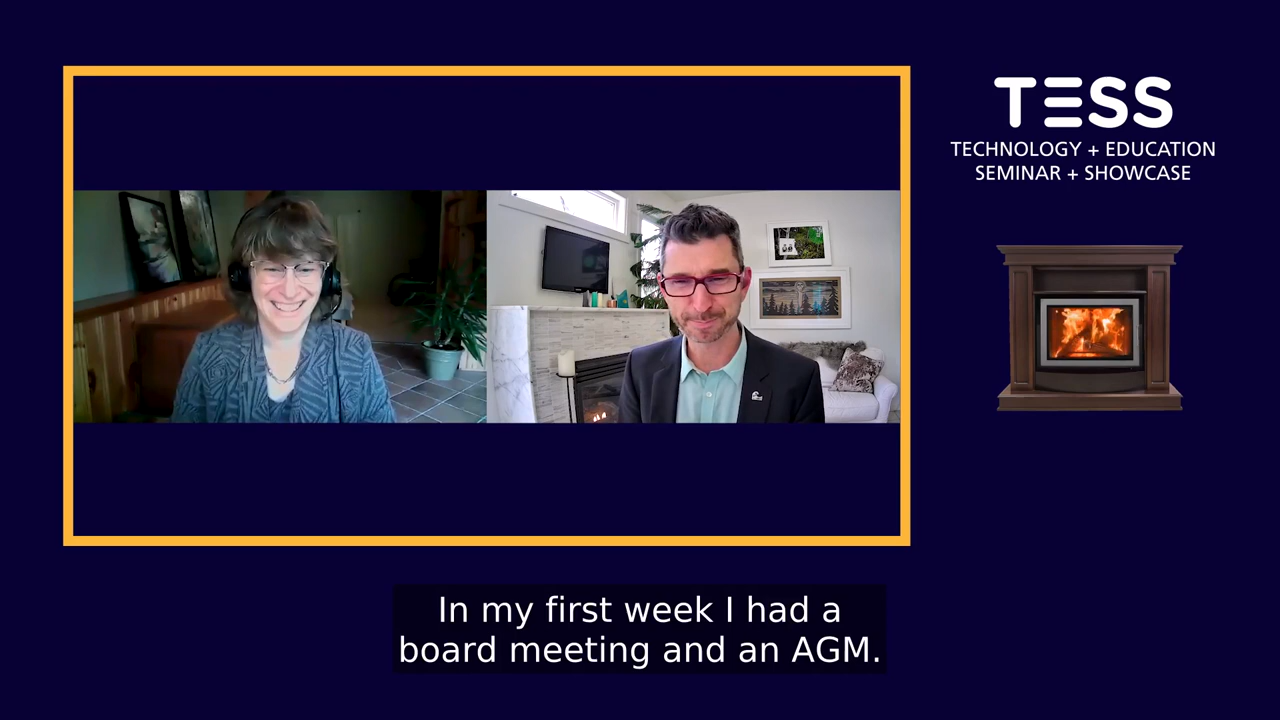 TESS
TECHNOLOGY + EDUCATION
SEMINAR + SHOWCASE
In my first week I had a
board meeting and an AGM.